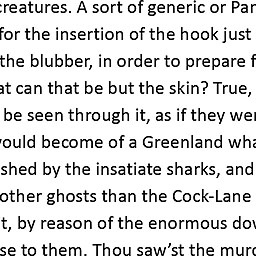 creatures. A sort of generic or Par
for the insertion of the hook just
the blubber, in order to prepare f
at can that be but the skin? True,
be seen through it, as if they wer
would become of a Greenland wha
shed by the insatiate sharks, and
other ghosts than the Cock-Lane
t, by reason of the enormous dov
se to them. Thou saw’st the murd